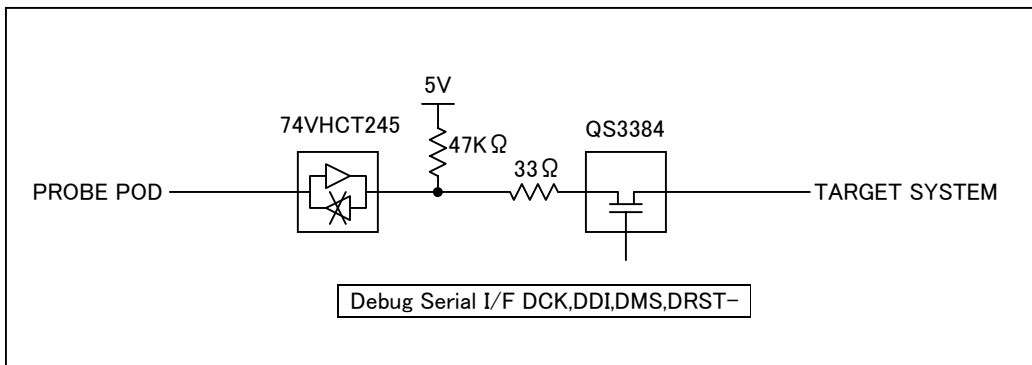 5V
74VHCT245
47KΩ
QS3384
33Ω
PROBE POD
TARGET SYSTEM
Debug Serial I/F DCK,DDI,DMS,DRST-